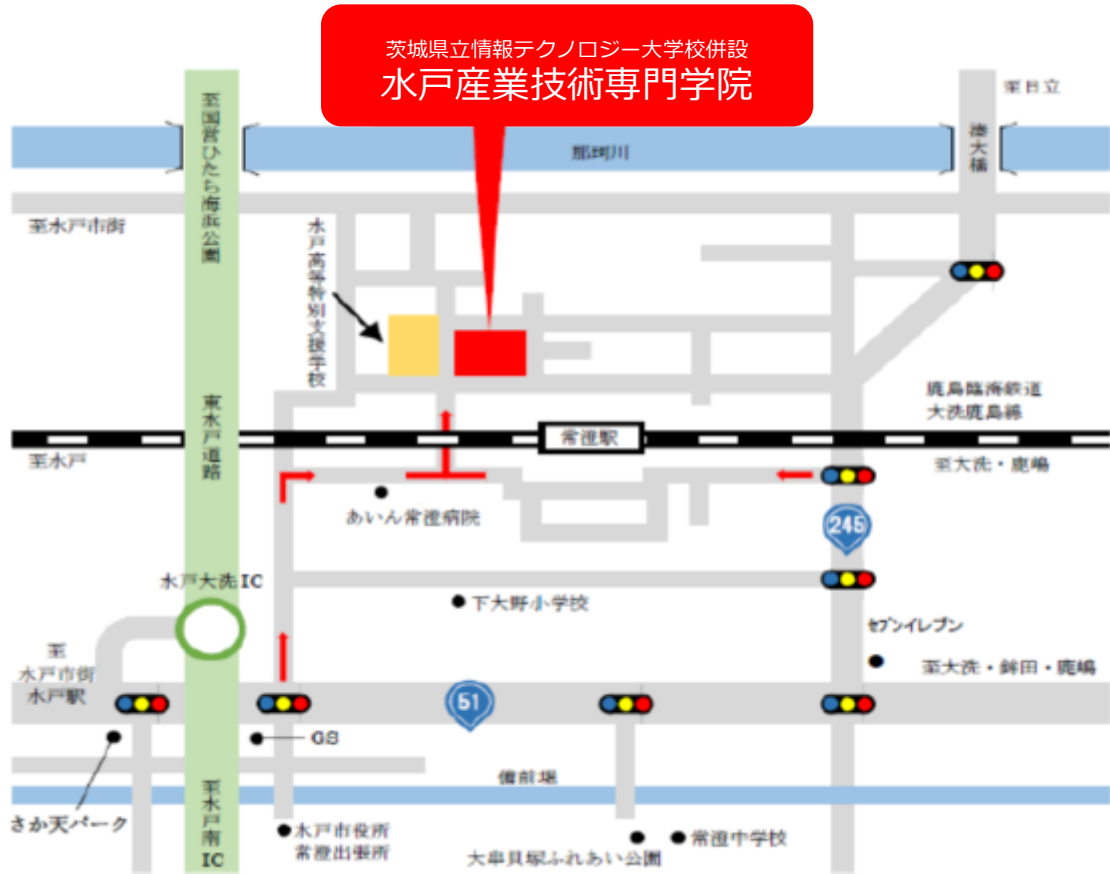 茨城県立情報テクノロジー大学校併設
水戸産業技術専門学院
至日立
至国営ひたち海浜公園
那珂川
湊大橋
至水戸市街
水戸高等特別支援学校
東水戸道路
鹿島臨海鉄道
大洗鹿島線
常澄駅
至水戸
至大洗・鹿嶋
あいん常澄病院
245
水戸大洗IC
下大野小学校
セブンイレブン
至
水戸市街
水戸駅
至大洗・鉾田・鹿嶋
51
GS
備前堀
至水戸南IC
さか天パーク
水戸市役所
常澄出張所
常澄中学校
大串貝塚ふれあい公園